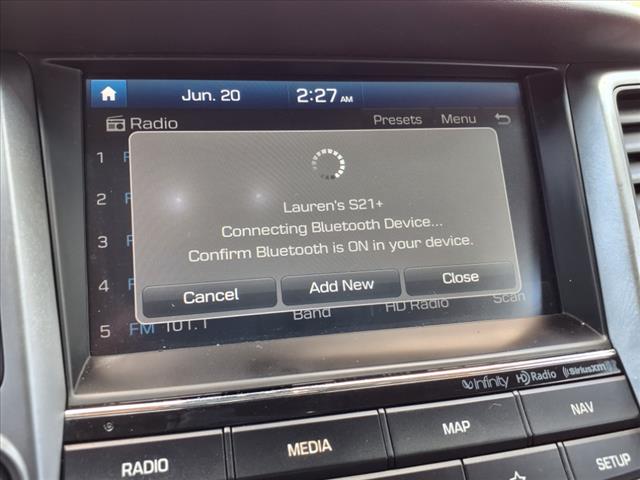 Jun. 20 2:27 AM
Radio Presets Menu
1 F
2 F
3 F
4 F
5 FM 101.1
Lauren's S21+
Connecting Bluetooth Device...
Confirm Bluetooth is ON in your device.
Cancel Add New Close
Band HD Radio Scan
Infinity HD Radio SiriusXM
RADIO MEDIA MAP NAV
SETUP